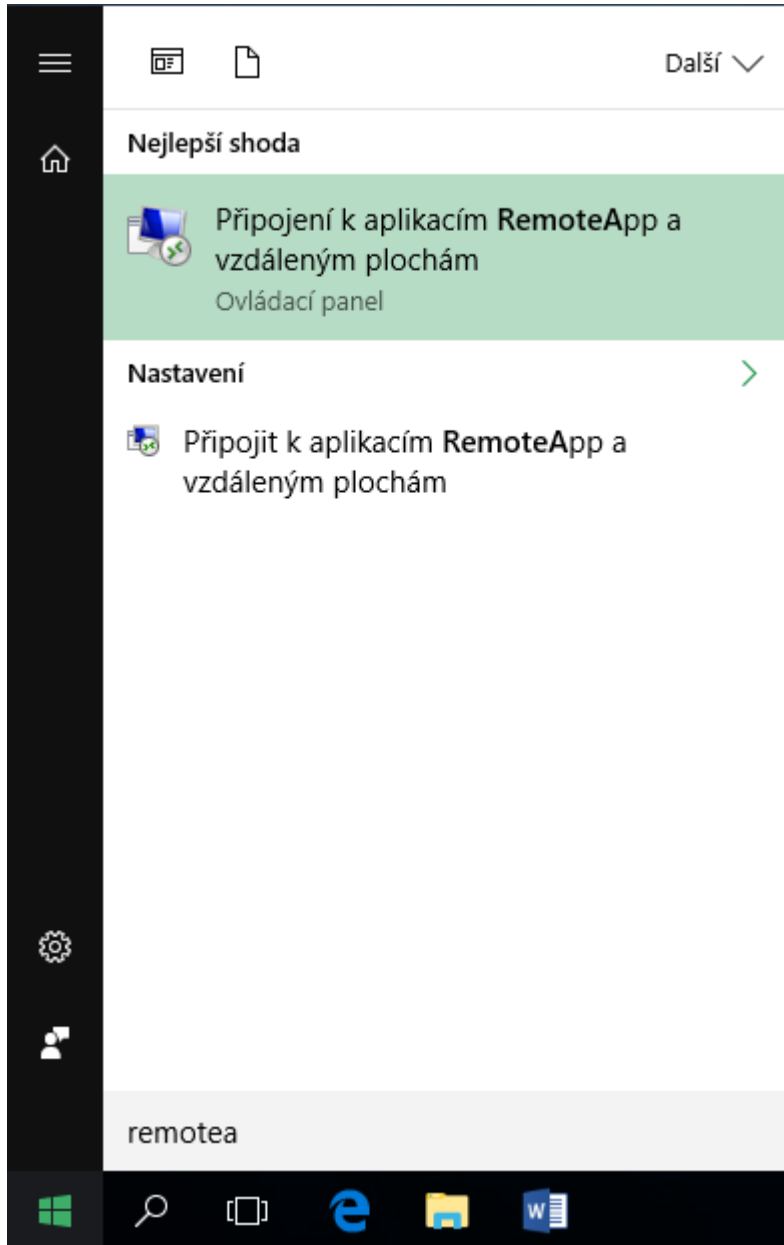 Další
Nejlepší shoda
Připojení k aplikacím RemoteApp a
vzdáleným plochám
Ovládací panel
Nastavení
Připojit k aplikacím RemoteApp a
vzdáleným plochám
remotea